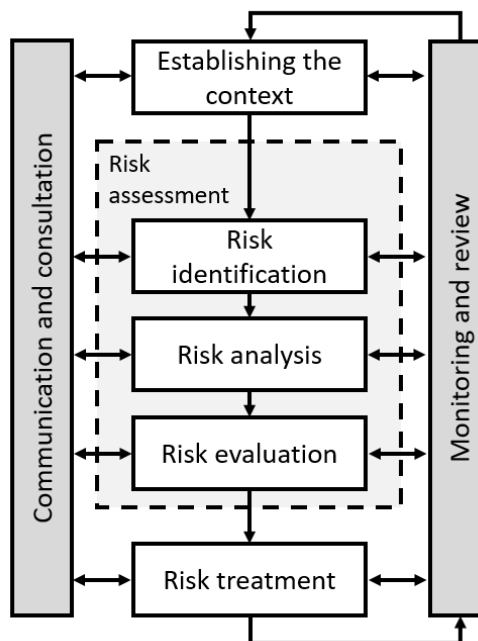 Establishing the
context
Risk
assessment
Risk
identification
Risk analysis
Risk evaluation
Risk treatment
Communication and consultation
Monitoring and review